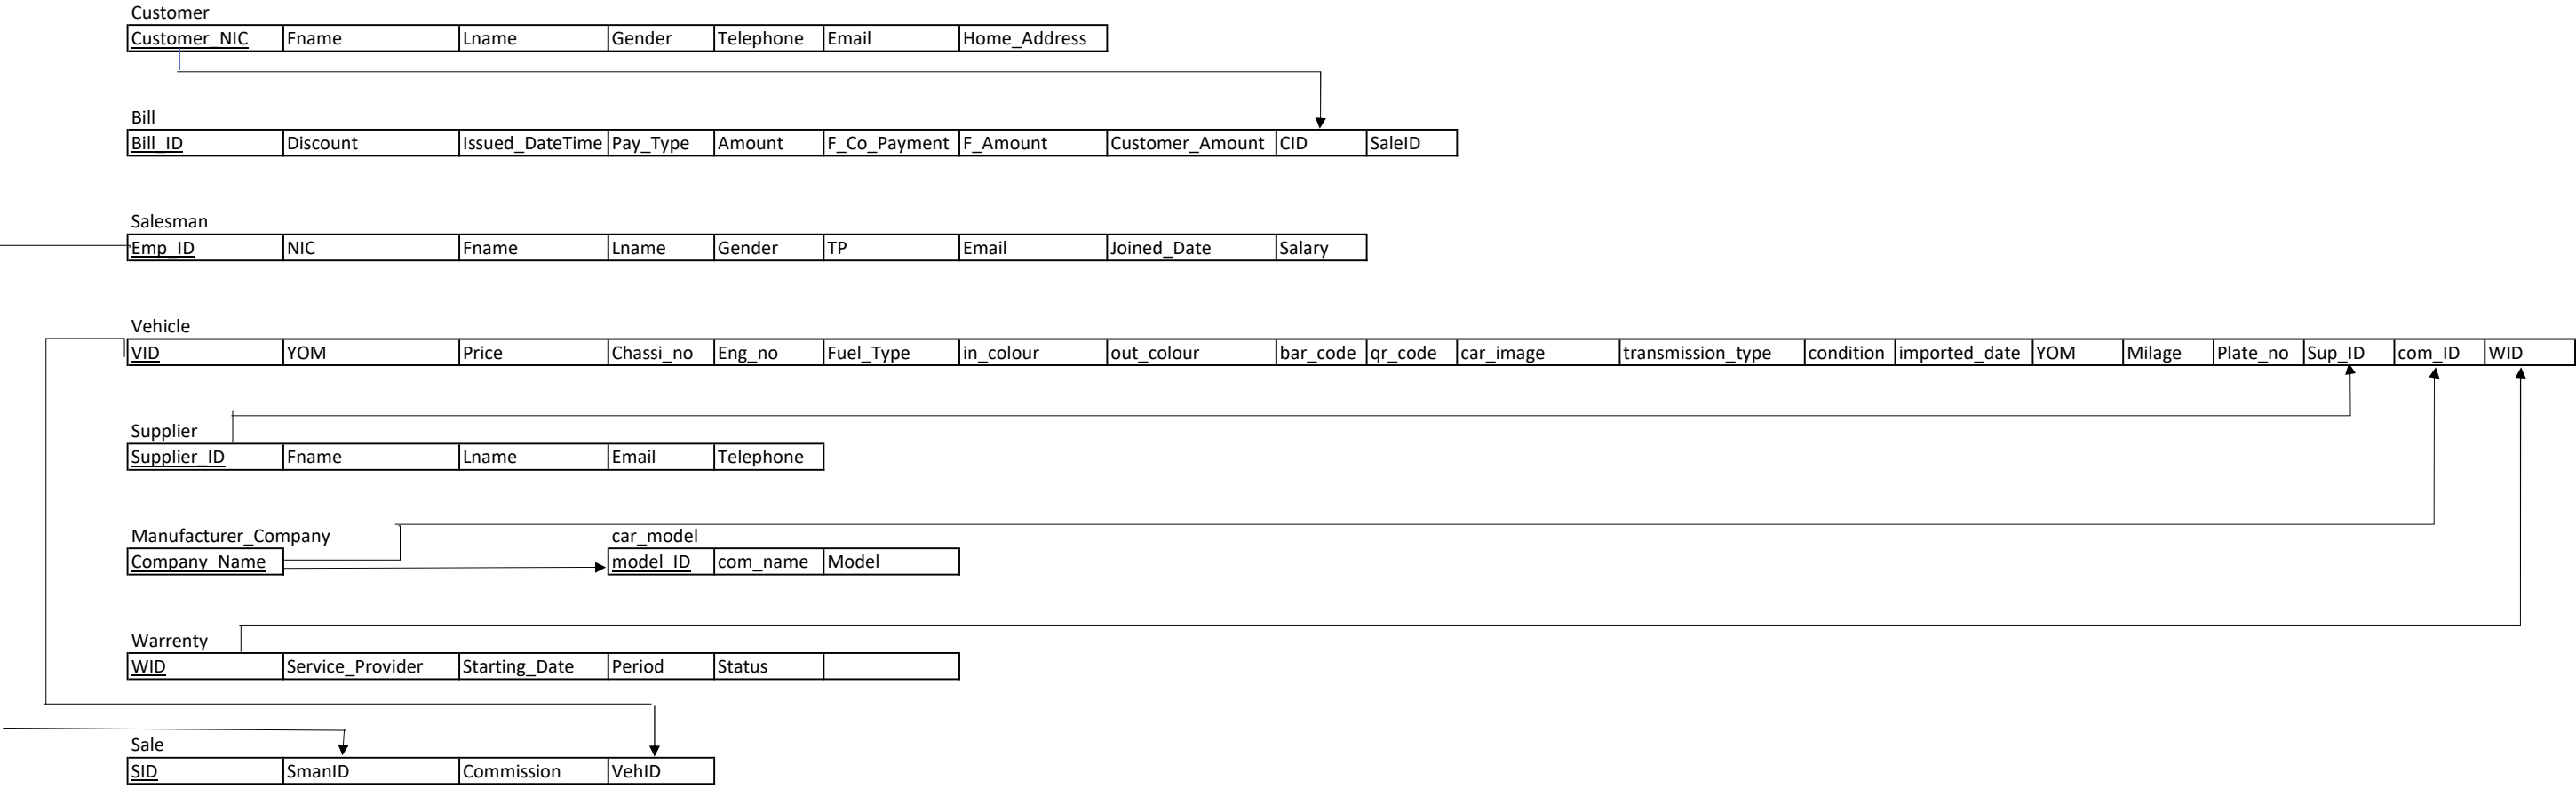 Customer
Customer_NIC Fname Lname Gender Telephone Email Home_Address
Bill
Bill_ID Discount Issued_DateTime Pay_Type Amount F_Co_Payment F_Amount Customer_Amount CID SaleID
Salesman
Emp_ID NIC Fname Lname Gender TP Email Joined_Date Salary
Vehicle
VID YOM Price Chassi_no Eng_no Fuel_Type in_colour out_colour bar_code qr_code car_image transmission_type condition imported_date YOM Milage Plate_no Sup_ID com_ID WID
Supplier
Supplier_ID Fname Lname Email Telephone
Manufacturer_Company car_model
Company_Name model_ID com_name Model
Warrenty
WID Service_Provider Starting_Date Period Status
Sale
SID SmanID Commission VehID